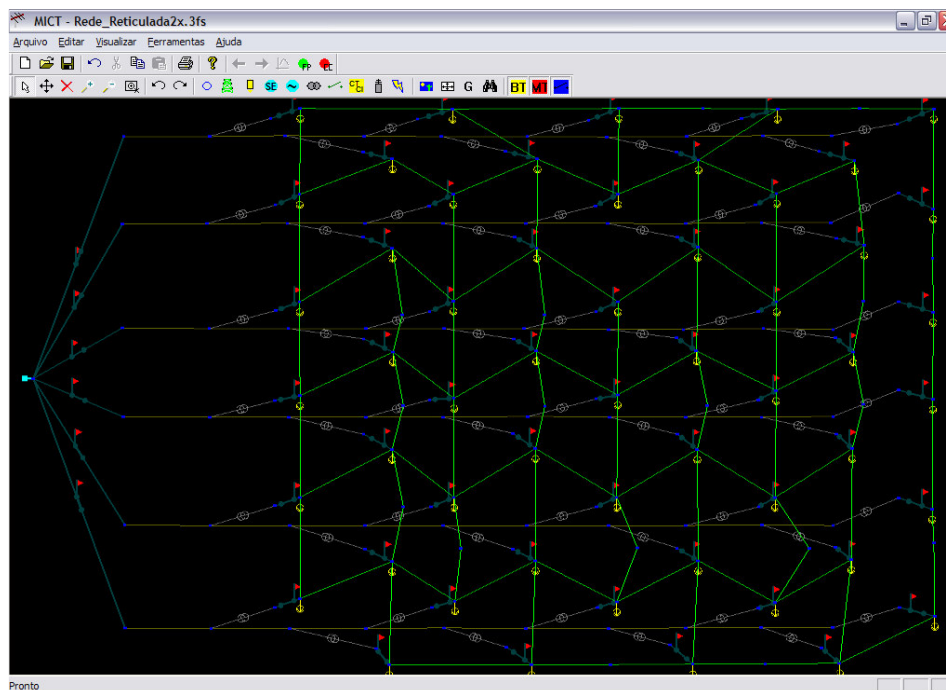 MICT - Rede_Reticulada2x.3fs
Arquivo Editar Visualizar Ferramentas Ajuda
SE G BT MT
Pronto